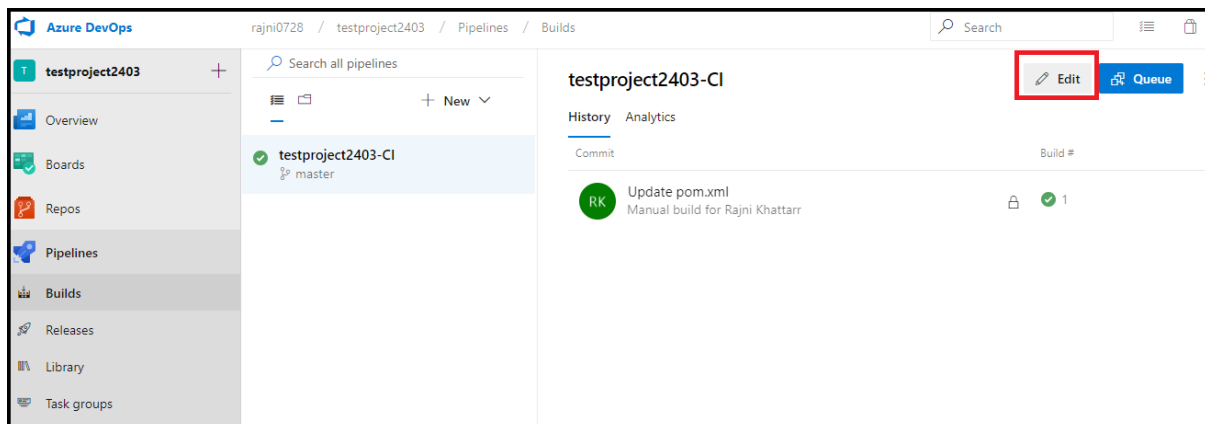 Azure DevOps
rajni0728 / testproject2403 / Pipelines / Builds
Search
T
testproject2403
Search all pipelines
testproject2403-CI
Edit
Queue
New
Overview
History Analytics
Boards
testproject2403-CI
master
Commit
Build #
Repos
RK
Update pom.xml
Manual build for Rajni Khattarr
1
Pipelines
Builds
Releases
Library
Task groups